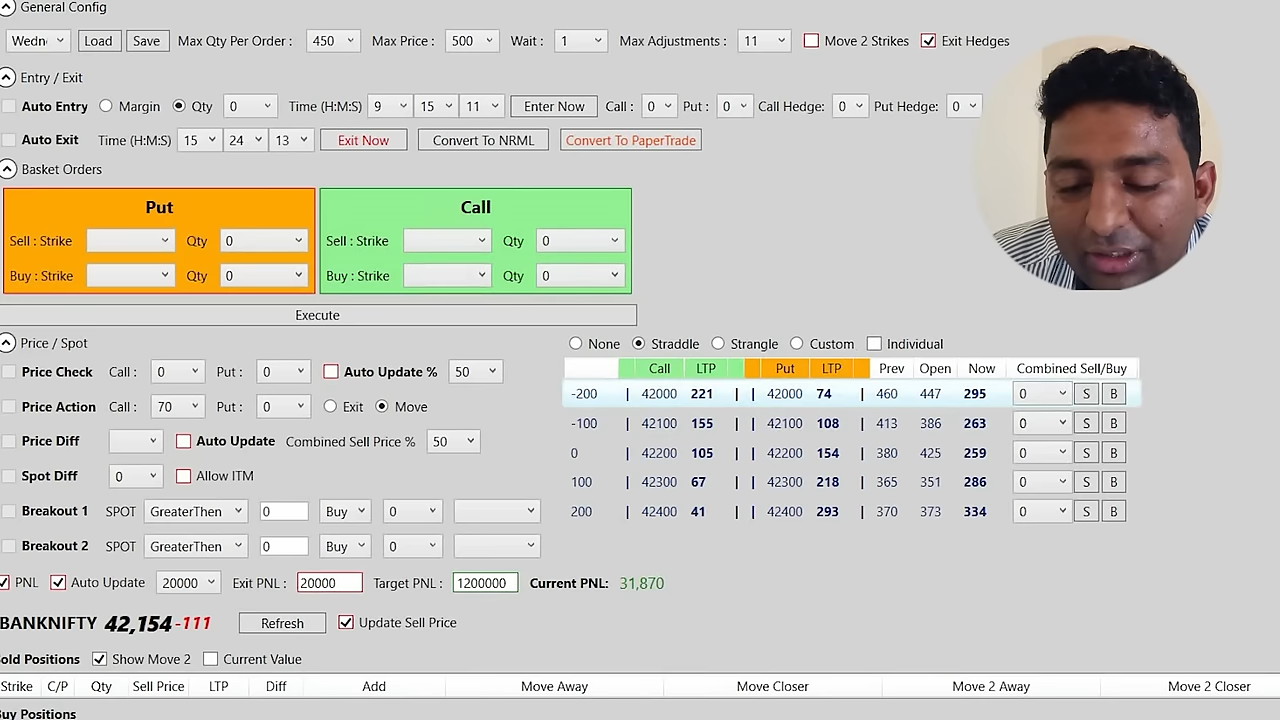 General Config
Wedn Load Save Max Qty Per Order : 450 Max Price : 500 Wait : 1 Max Adjustments : 11 Move 2 Strikes Exit Hedges
Entry / Exit
Auto Entry Margin Qty 0 Time (H:M:S) 9 15 11 Enter Now Call : 0 Put : 0 Call Hedge: 0 Put Hedge: 0
Auto Exit Time (H:M:S) 15 24 13 Exit Now Convert To NRML Convert To PaperTrade
Basket Orders
Put Call
Sell : Strike Qty 0 Sell : Strike Qty 0
Buy : Strike Qty 0 Buy : Strike Qty 0
Execute
Price / Spot None Straddle Strangle Custom Individual
Call LTP Put LTP Prev Open Now Combined Sell/Buy
Price Check Call : 0 Put : 0 Auto Update % 50
-200 | 42000 221 | | 42000 74 | 460 447 295 0 S B
Price Action Call : 70 Put : 0 Exit Move
-100 | 42100 155 | | 42100 108 | 413 386 263 0 S B
Price Diff Auto Update Combined Sell Price % 50
0 | 42200 105 | | 42200 154 | 380 425 259 0 S B
Spot Diff 0 Allow ITM
100 | 42300 67 | | 42300 218 | 365 351 286 0 S B
Breakout 1 SPOT GreaterThen 0 Buy 0
200 | 42400 41 | | 42400 293 | 370 373 334 0 S B
Breakout 2 SPOT GreaterThen 0 Buy 0
PNL Auto Update 20000 Exit PNL : 20000 Target PNL : 1200000 Current PNL: 31,870
BANKNIFTY 42,154 -111 Refresh Update Sell Price
old Positions Show Move 2 Current Value
Strike C/P Qty Sell Price LTP Diff Add Move Away Move Closer Move 2 Away Move 2 Closer
Buy Positions